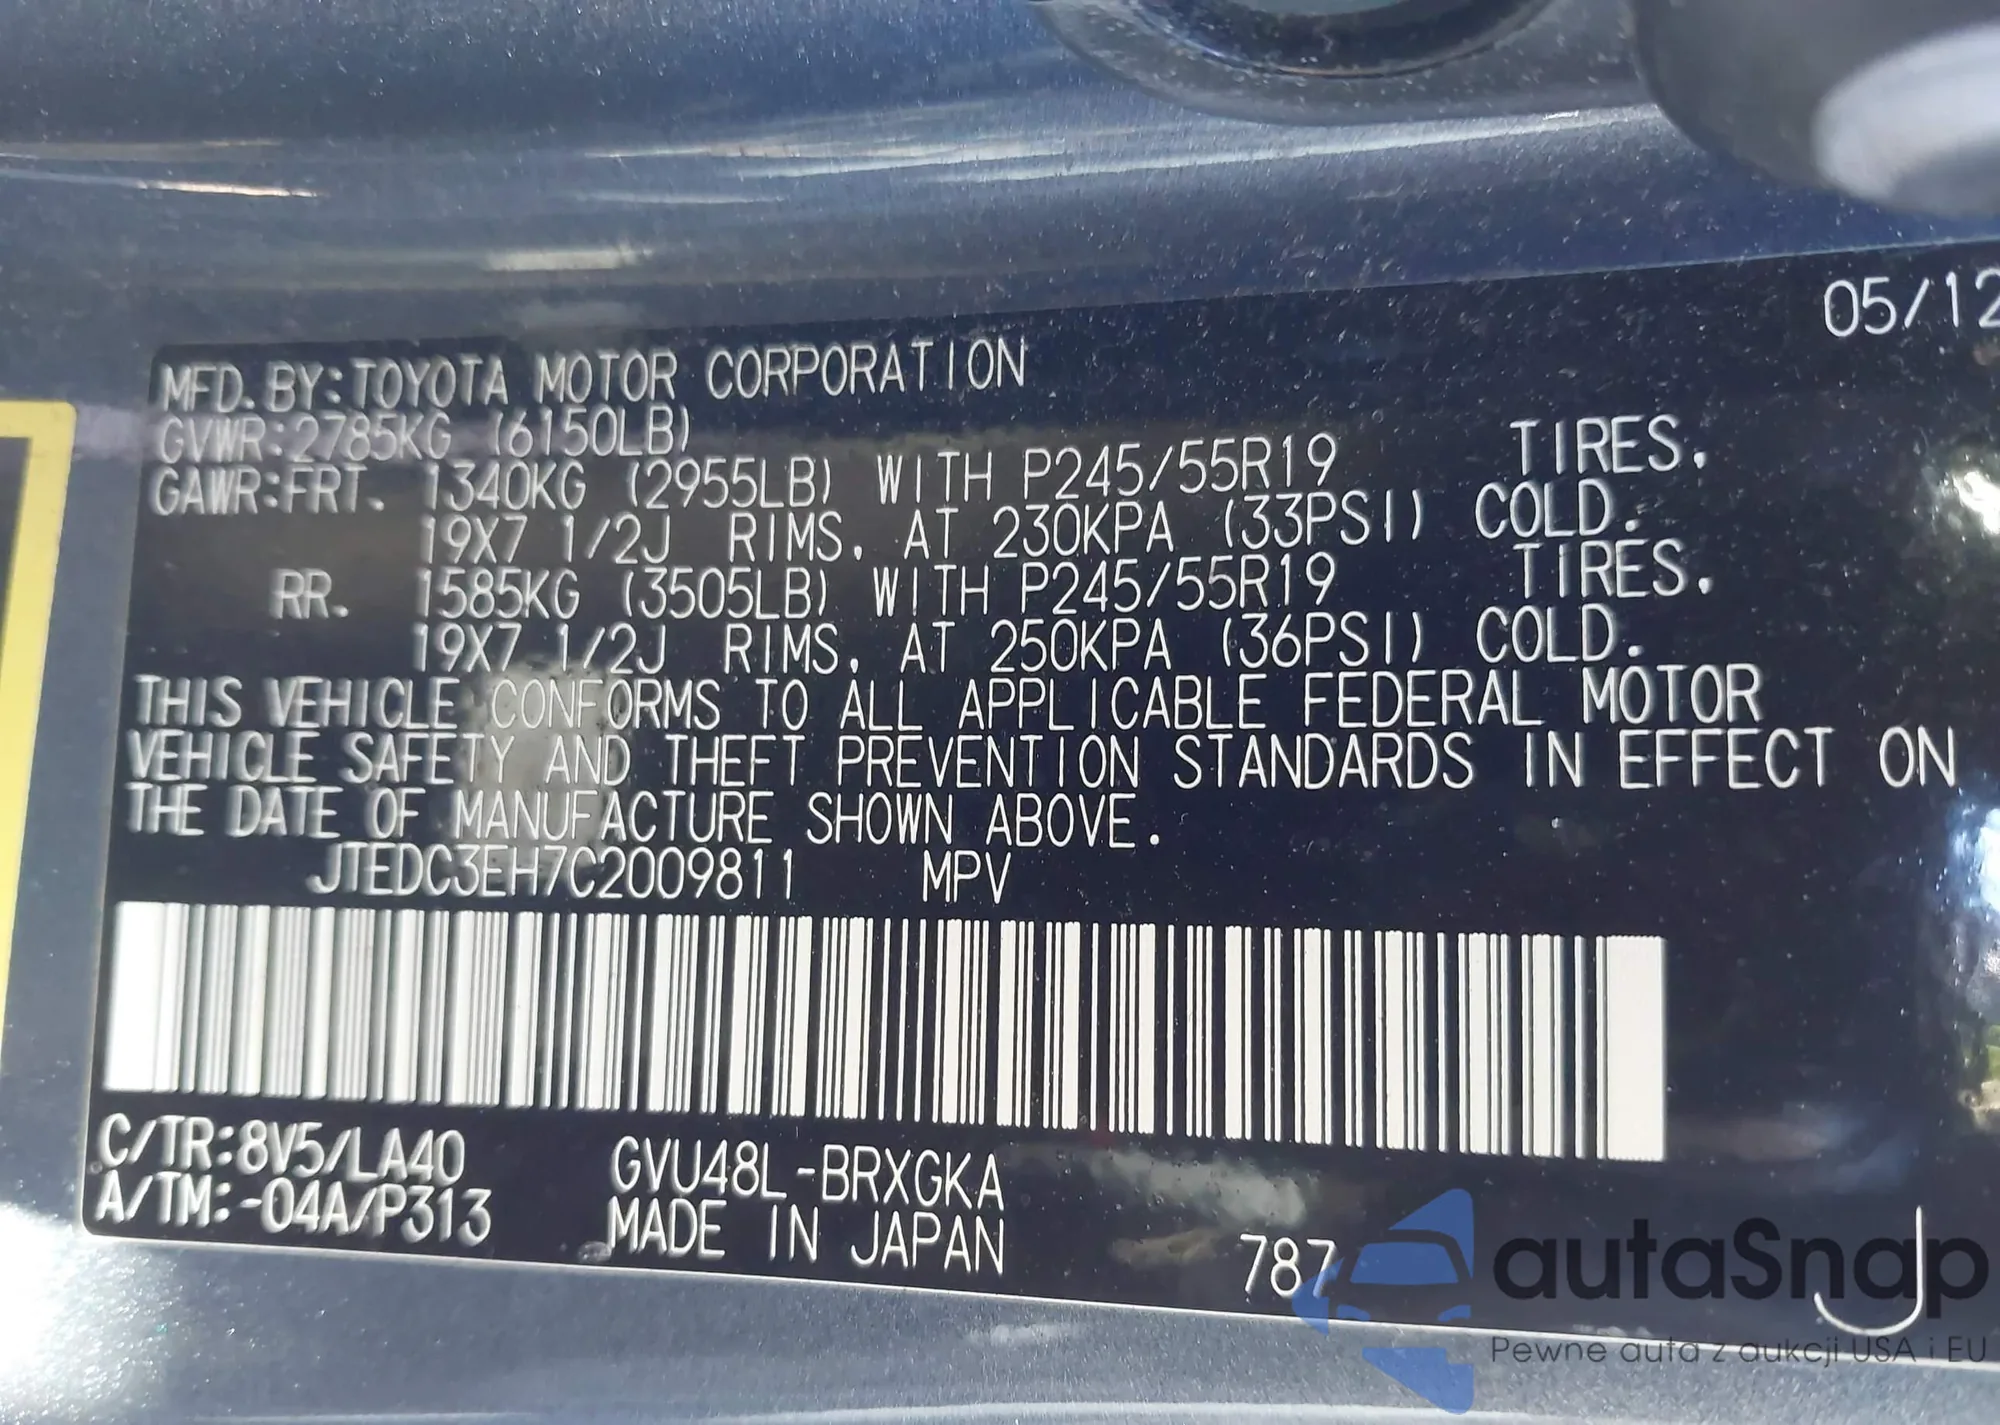 05/12
MFD. BY: TOYOTA MOTOR CORPORATION
GVWR: 2785KG (6150LB)
GAWR: FRT. 1340KG (2955LB) WITH P245/55R19 TIRES,
19X7 1/2J RIMS, AT 230KPA (33PSI) COLD.
RR. 1585KG (3505LB) WITH P245/55R19 TIRES,
19X7 1/2J RIMS, AT 250KPA (36PSI) COLD.
THIS VEHICLE CONFORMS TO ALL APPLICABLE FEDERAL MOTOR
VEHICLE SAFETY AND THEFT PREVENTION STANDARDS IN EFFECT ON
THE DATE OF MANUFACTURE SHOWN ABOVE.
JTEDC3EH7C2009811 MPV
C/TR: 8V5/LA40 GVU48L-BRXGKA
A/TM: -04A/P313 MADE IN JAPAN 787 J
autaSnap
Pewne auta z aukcji USA i EU